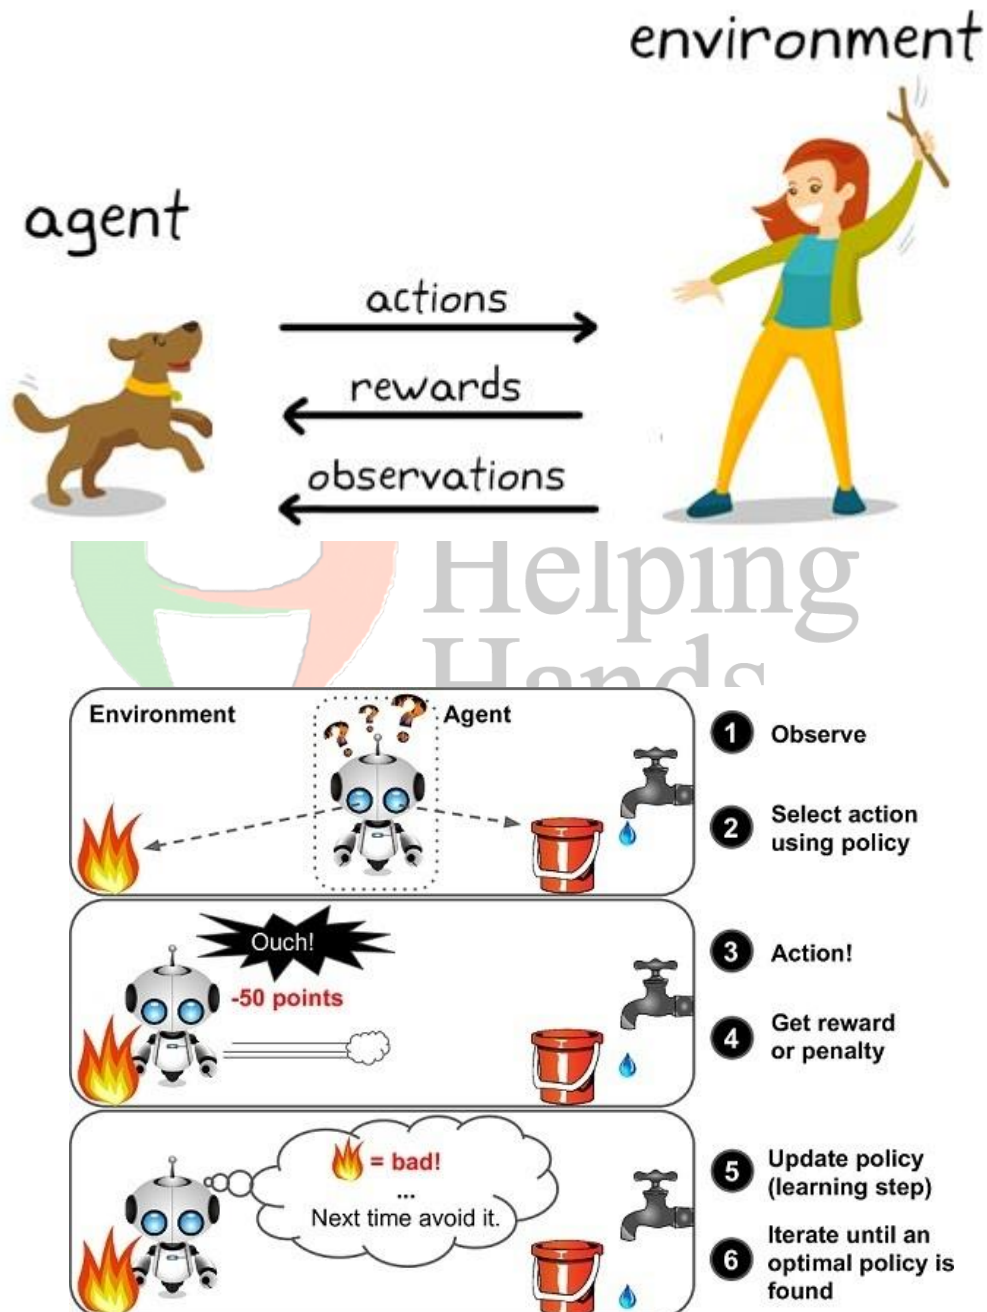 environment
agent
actions
rewards
observations
Helping
Hands
Environment
Agent
? ? ?
1 Observe
2 Select action
using policy
Ouch!
-50 points
3 Action!
4 Get reward
or penalty
= bad!
...
Next time avoid it.
5 Update policy
(learning step)
6 Iterate until an
optimal policy is
found